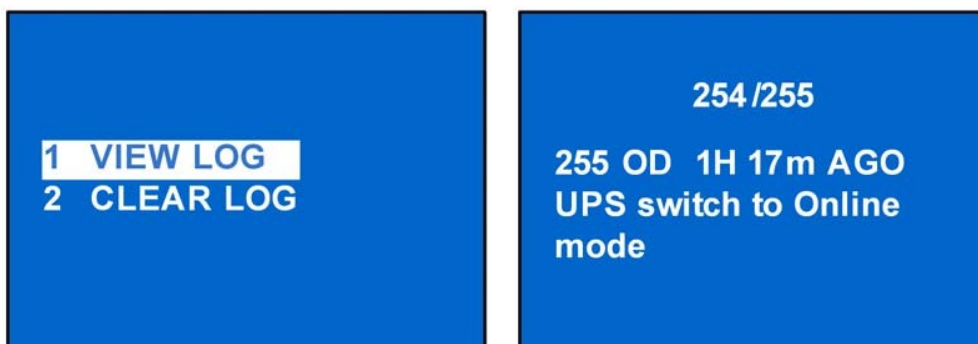 1 VIEW LOG
2 CLEAR LOG
254/255
255 OD 1H 17m AGO
UPS switch to Online
mode